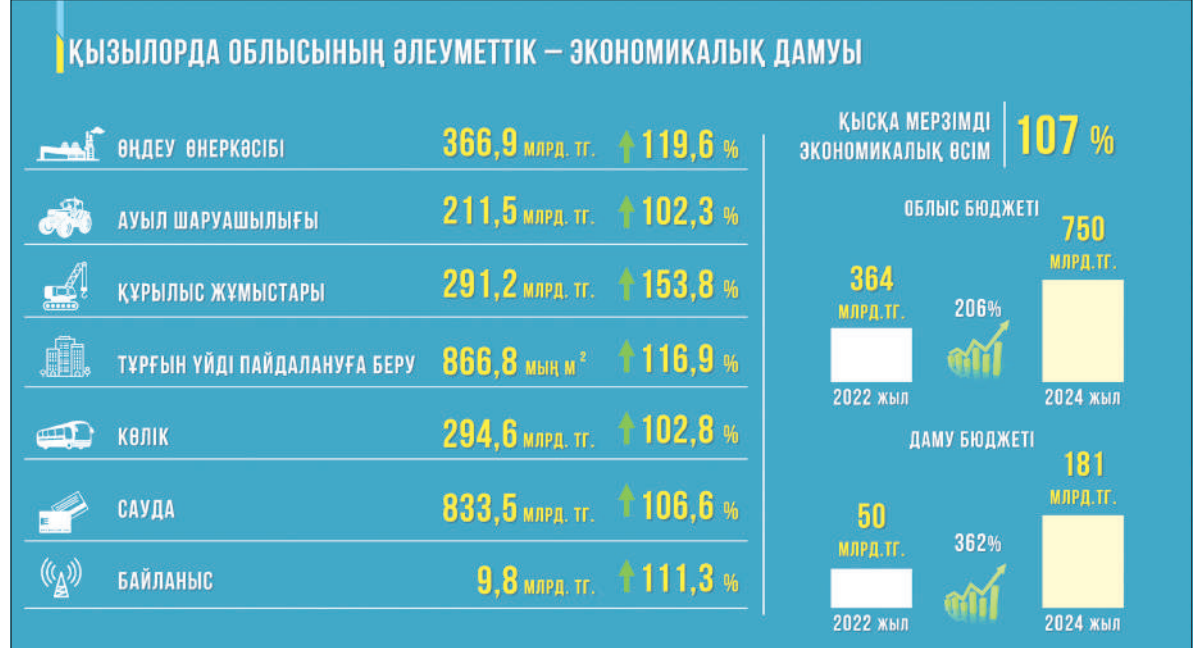 ҚЫЗЫЛОРДА ОБЛЫСЫНЫҢ ӘЛЕУМЕТТІК – ЭКОНОМИКАЛЫҚ ДАМУЫ
ӨҢДЕУ ӨНЕРКӘСІБІ 366,9 МЛРД. ТГ. 119,6 %
АУЫЛ ШАРУАШЫЛЫҒЫ 211,5 МЛРД. ТГ. 102,3 %
ҚҰРЫЛЫС ЖҰМЫСТАРЫ 291,2 МЛРД. ТГ. 153,8 %
ТҰРҒЫН ҮЙДІ ПАЙДАЛАНУҒА БЕРУ 866,8 МЫҢ М² 116,9 %
КӨЛІК 294,6 МЛРД. ТГ. 102,8 %
САУДА 833,5 МЛРД. ТГ. 106,6 %
БАЙЛАНЫС 9,8 МЛРД. ТГ. 111,3 %
ҚЫСҚА МЕРЗІМДІ
ЭКОНОМИКАЛЫҚ ӨСІМ
107 %
ОБЛЫС БЮДЖЕТІ
364
МЛРД.ТГ.
206%
750
МЛРД.ТГ.
2022 ЖЫЛ
2024 ЖЫЛ
ДАМУ БЮДЖЕТІ
50
МЛРД.ТГ.
362%
181
МЛРД.ТГ.
2022 ЖЫЛ
2024 ЖЫЛ